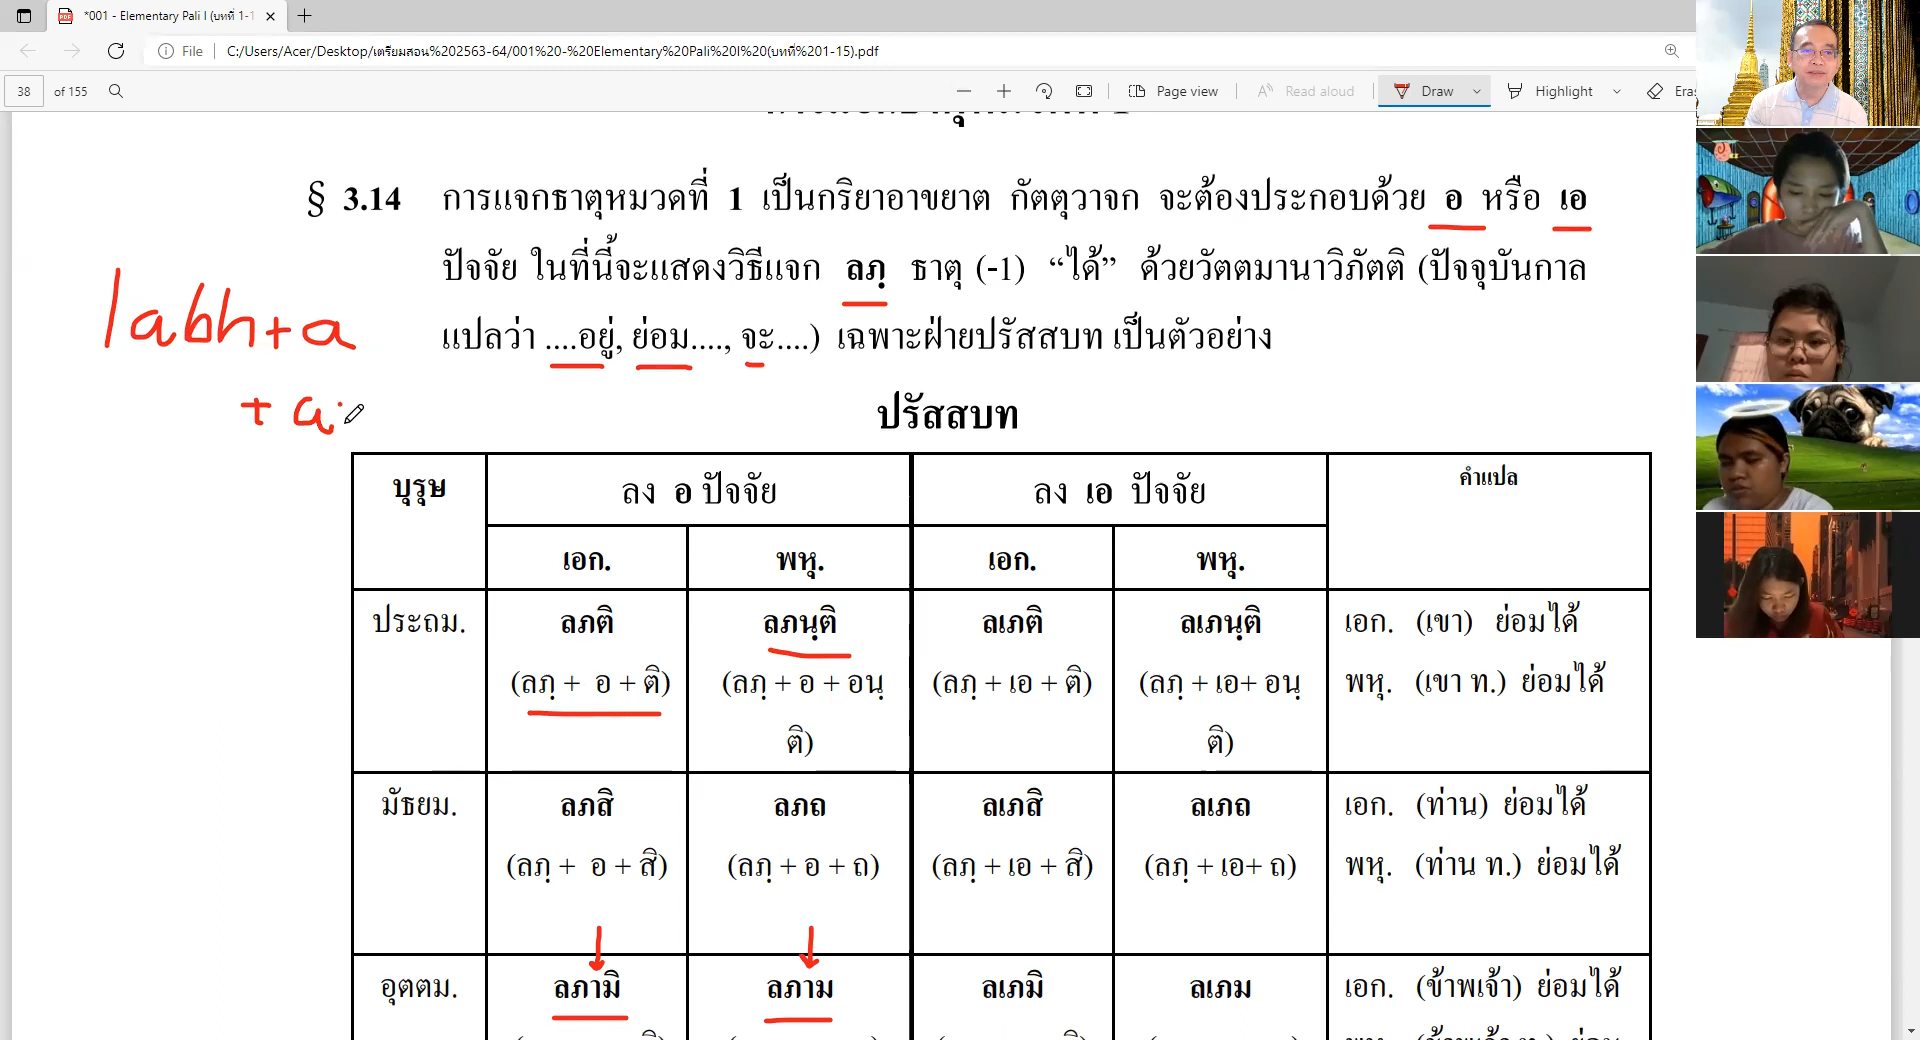 *001 - Elementary Pali I (บทที่ 1-1
File
C:/Users/Acer/Desktop/เตรียมสอน%202563-64/001%20-%20Elementary%20Pali%20I%20(บทที่%201-15).pdf
38 of 155
Page view
Read aloud
Draw
Highlight
§ 3.14 การแจกธาตุหมวดที่ 1 เป็นกริยาอาขยาต กัตตุวาจก จะต้องประกอบด้วย อ หรือ เอ
ปัจจัย ในที่นี้จะแสดงวิธีแจก ลภฺ ธาตุ (-1) “ได้” ด้วยวัตตมานาวิภัตติ (ปัจจุบันกาล
แปลว่า ....อยู่, ย่อม...., จะ....) เฉพาะฝ่ายปรัสสบท เป็นตัวอย่าง
labh+a
+ a
ปรัสสบท
บุรุษ ลง อ ปัจจัย ลง เอ ปัจจัย คำแปล
เอก. พหุ. เอก. พหุ.
ประถม. ลภติ ลภนฺติ ลเภติ ลเภนฺติ เอก. (เขา) ย่อมได้
(ลภฺ + อ + ติ) (ลภฺ + อ + อนฺ (ลภฺ + เอ + ติ) (ลภฺ + เอ+ อนฺ พหุ. (เขา ท.) ย่อมได้
ติ) ติ)
มัธยม. ลภสิ ลภถ ลเภสิ ลเภถ เอก. (ท่าน) ย่อมได้
(ลภฺ + อ + สิ) (ลภฺ + อ + ถ) (ลภฺ + เอ + สิ) (ลภฺ + เอ+ ถ) พหุ. (ท่าน ท.) ย่อมได้
อุตตม. ลภามิ ลภาม ลเภมิ ลเภม เอก. (ข้าพเจ้า) ย่อมได้